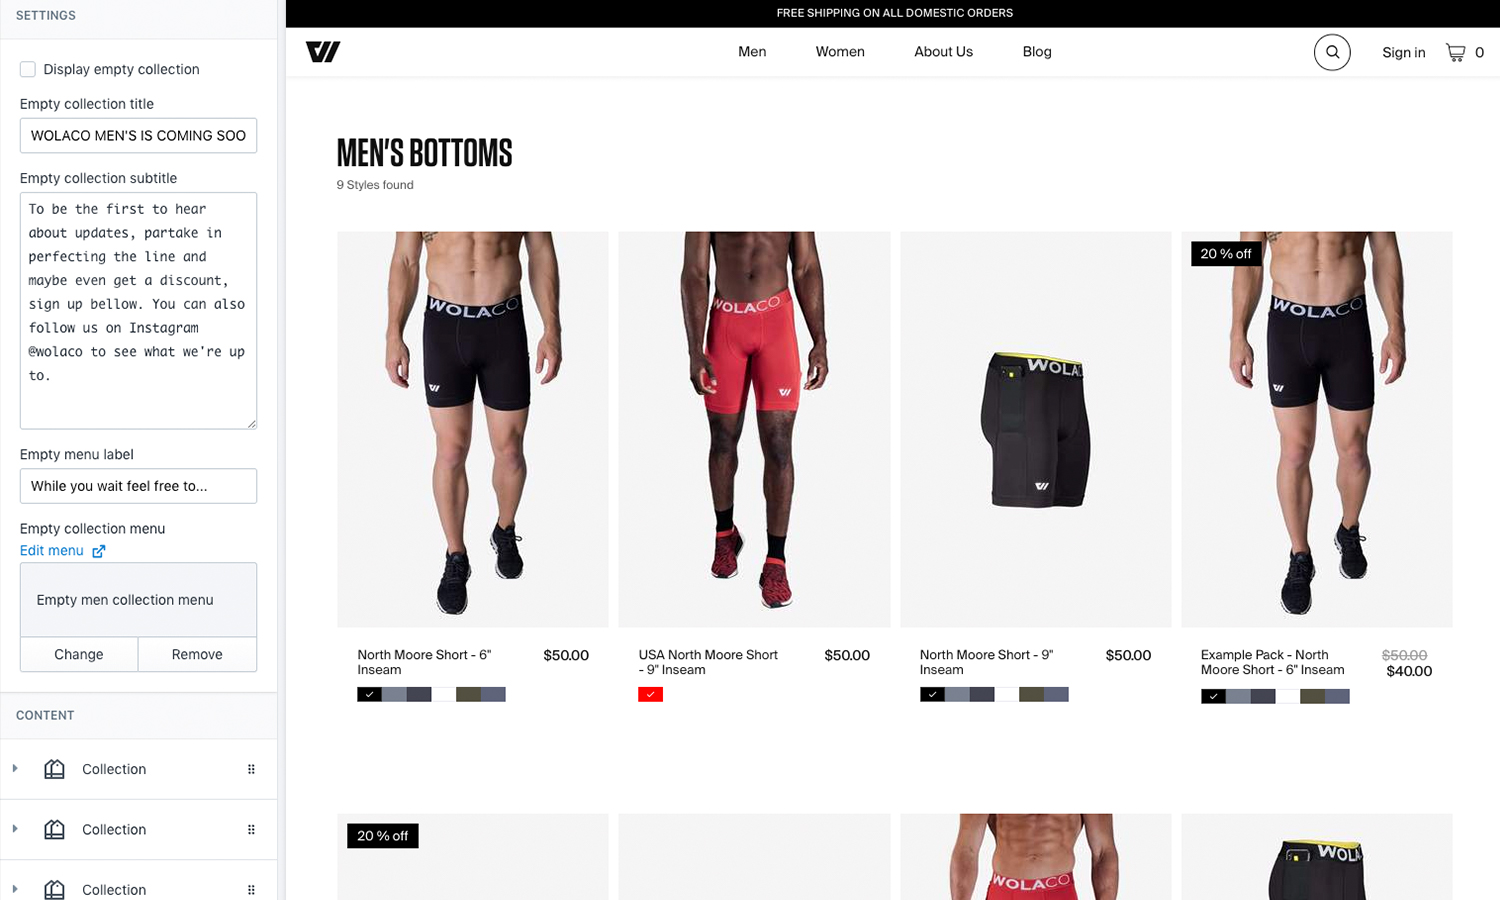 SETTINGS
Display empty collection
Empty collection title
WOLACO MEN'S IS COMING SOO
Empty collection subtitle
To be the first to hear
about updates, partake in
perfecting the line and
maybe even get a discount,
sign up bellow. You can also
follow us on Instagram
@wolaco to see what we're up
to.
Empty menu label
While you wait feel free to...
Empty collection menu
Edit menu
Empty men collection menu
Change
Remove
CONTENT
Collection
Collection
Collection
FREE SHIPPING ON ALL DOMESTIC ORDERS
Men
Women
About Us
Blog
Sign in
0
MEN'S BOTTOMS
9 Styles found
WOLACO
WOLACO
WOLAC
20 % off
WOLACO
North Moore Short - 6" Inseam
$50.00
USA North Moore Short - 9" Inseam
$50.00
North Moore Short - 9" Inseam
$50.00
Example Pack - North Moore Short - 6" Inseam
$50.00
$40.00
20 % off
WOLACO
WOLA